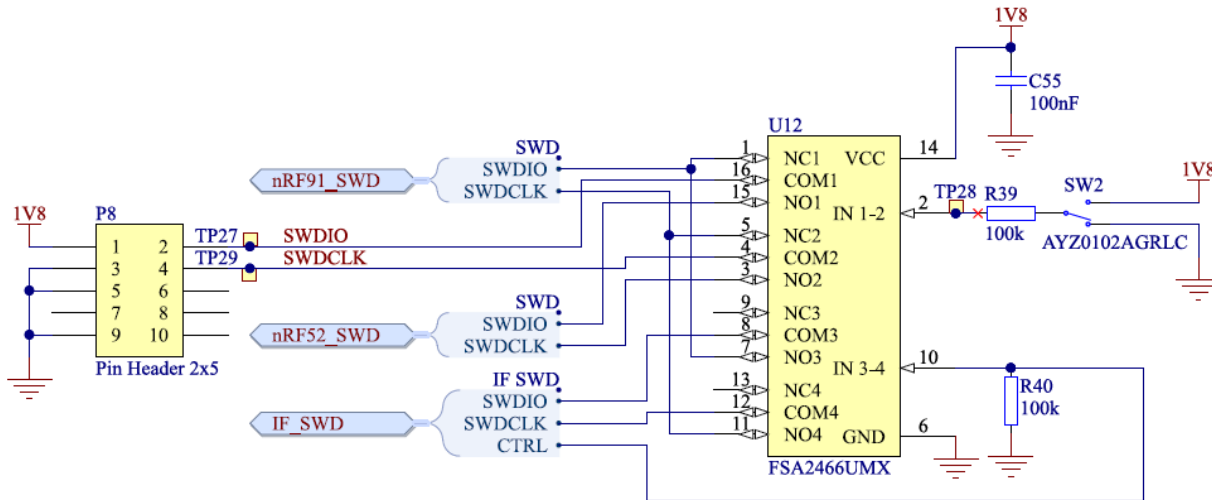 1V8
C55
100nF
U12
SWD
SWDIO
SWDCLK
nRF91_SWD
1 NC1 VCC 14
16 COM1
15 NO1 IN 1-2 2
5 NC2
4 COM2
3 NO2
9 NC3
8 COM3
7 NO3 IN 3-4 10
13 NC4
12 COM4
11 NO4 GND 6
FSA2466UMX
TP28 R39
100k
SW2
1V8
AYZ0102AGRLC
1V8
P8
1 2
3 4
5 6
7 8
9 10
Pin Header 2x5
TP27 SWDIO
TP29 SWDCLK
SWD
SWDIO
SWDCLK
nRF52_SWD
IF SWD
SWDIO
SWDCLK
CTRL
IF_SWD
R40
100k